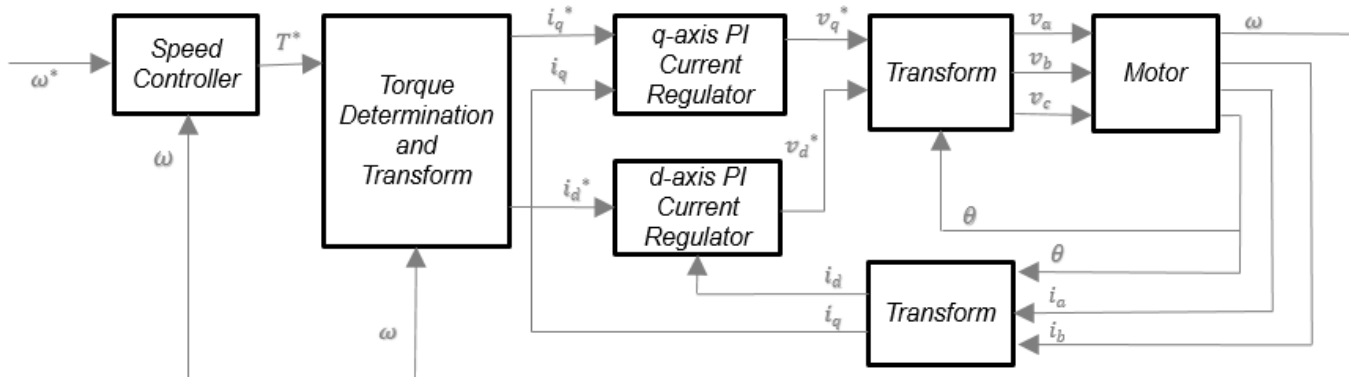 ω*
Speed
Controller
ω
T*
Torque
Determination
and
Transform
ω
i_q*
i_q
q-axis PI
Current
Regulator
i_d*
d-axis PI
Current
Regulator
v_q*
v_d*
Transform
v_a
v_b
v_c
Motor
ω
θ
θ
i_d
i_q
Transform
i_a
i_b